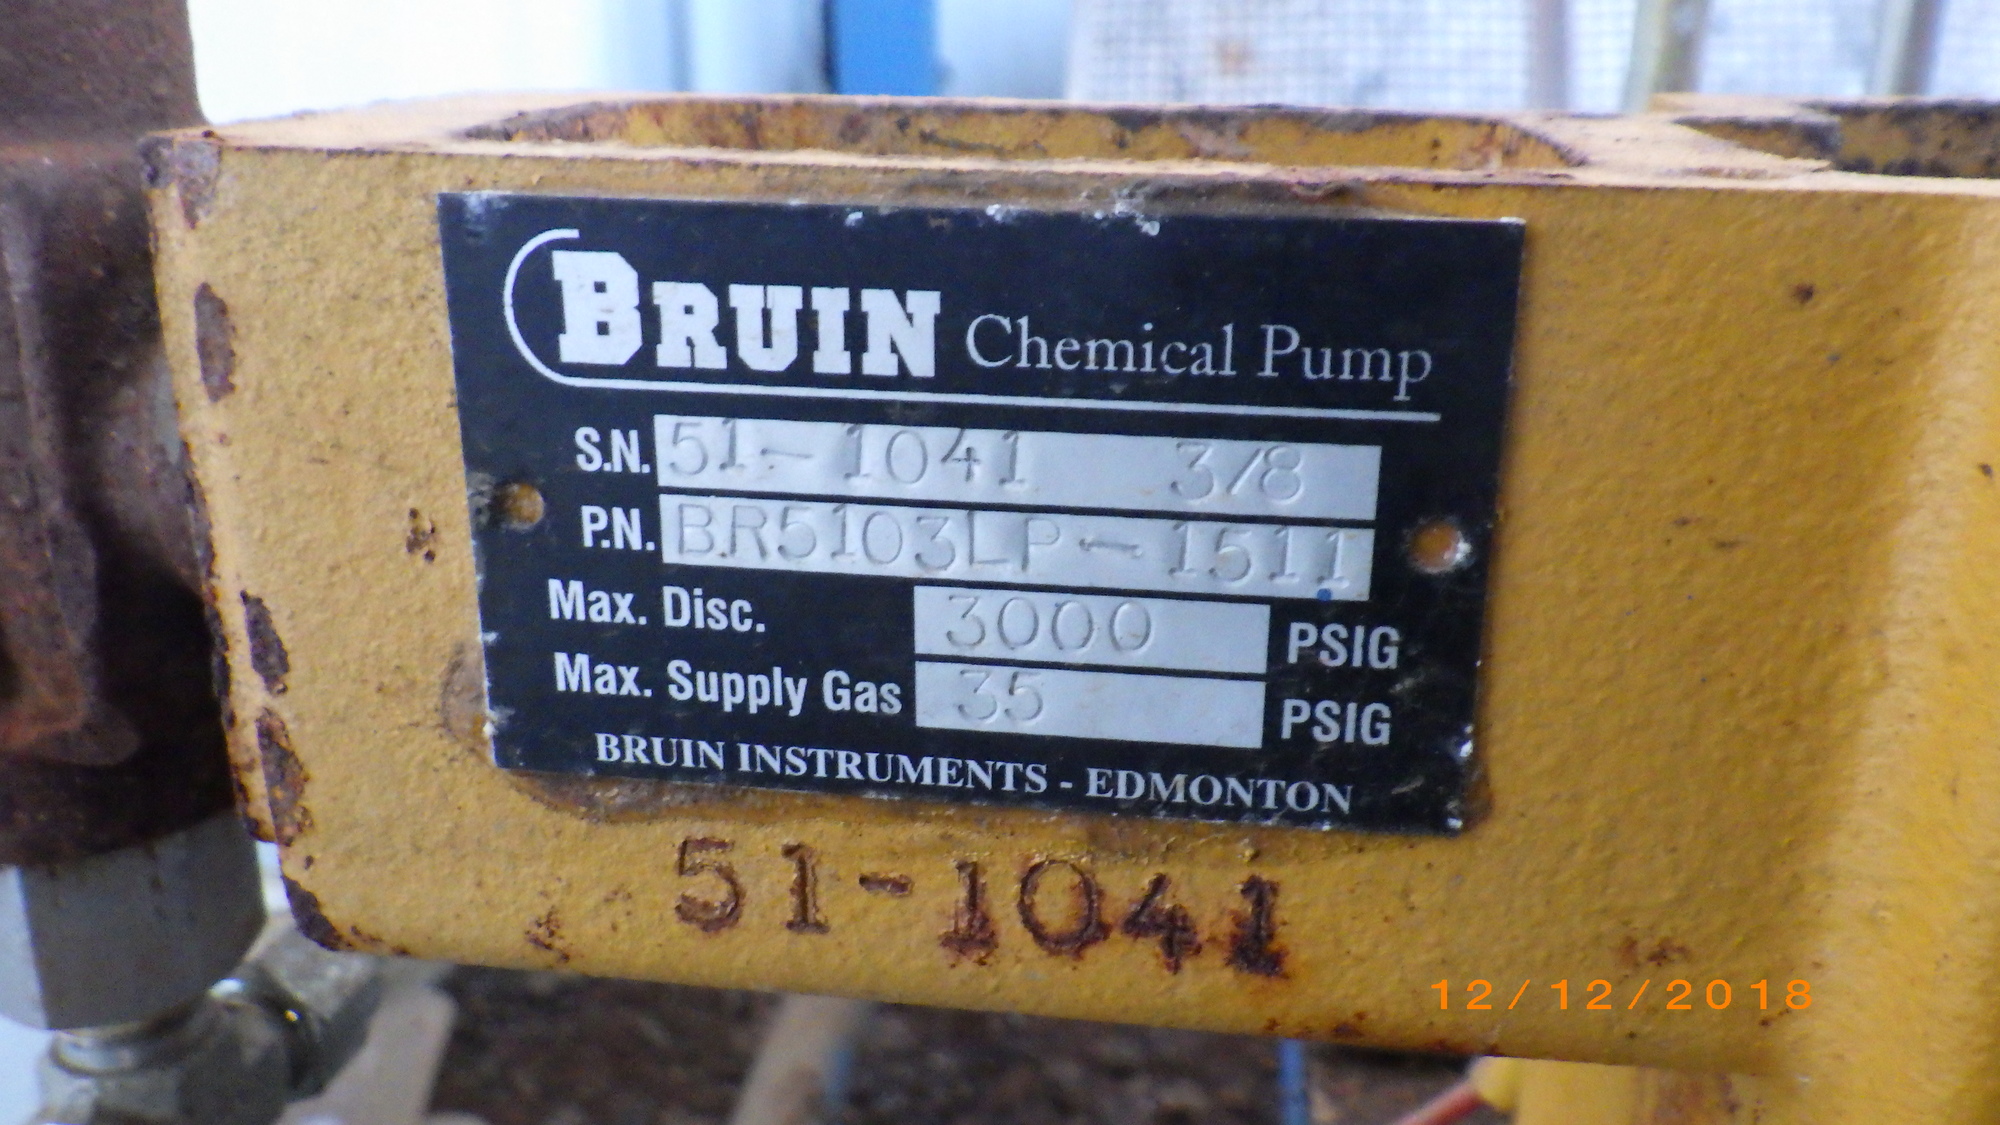 BRUIN Chemical Pump
S.N. 51-1041 3/8
P.N. BR5103LP-1511
Max. Disc. 3000 PSIG
Max. Supply Gas 35 PSIG
BRUIN INSTRUMENTS - EDMONTON
51-1041
12/12/2018